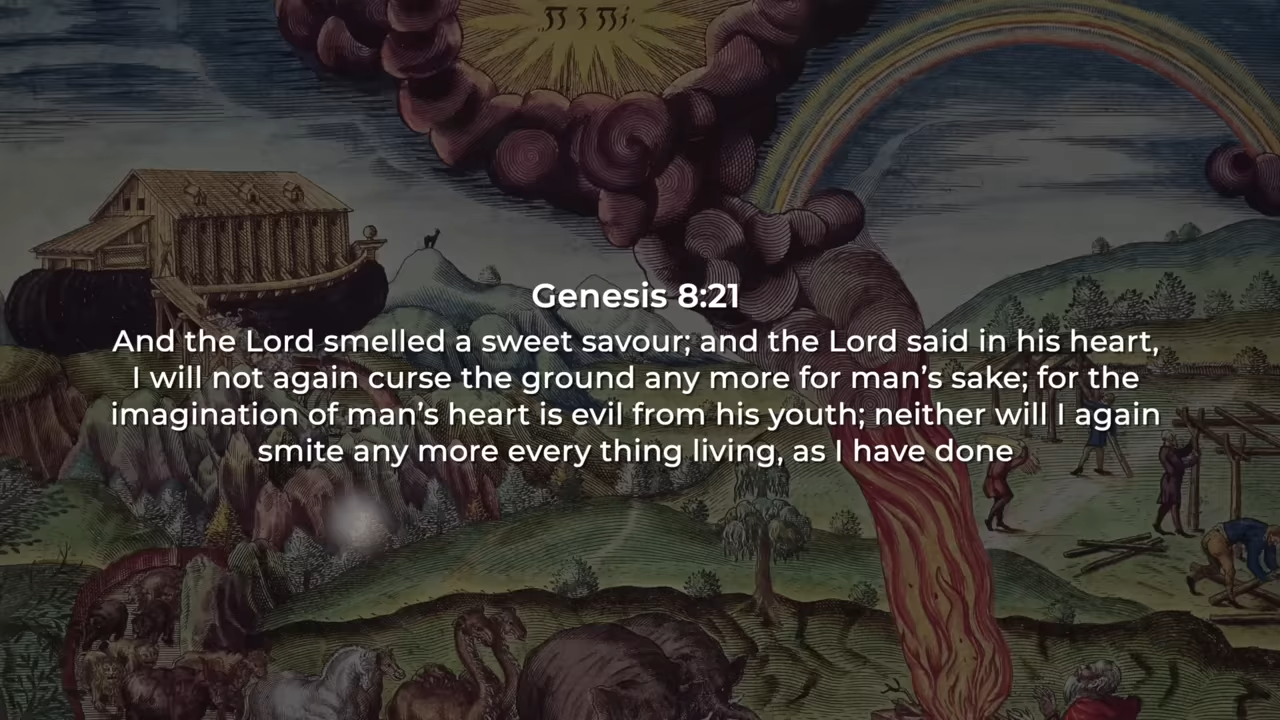 יהוה
Genesis 8:21
And the Lord smelled a sweet savour; and the Lord said in his heart,
I will not again curse the ground any more for man's sake; for the
imagination of man's heart is evil from his youth; neither will I again
smite any more every thing living, as I have done